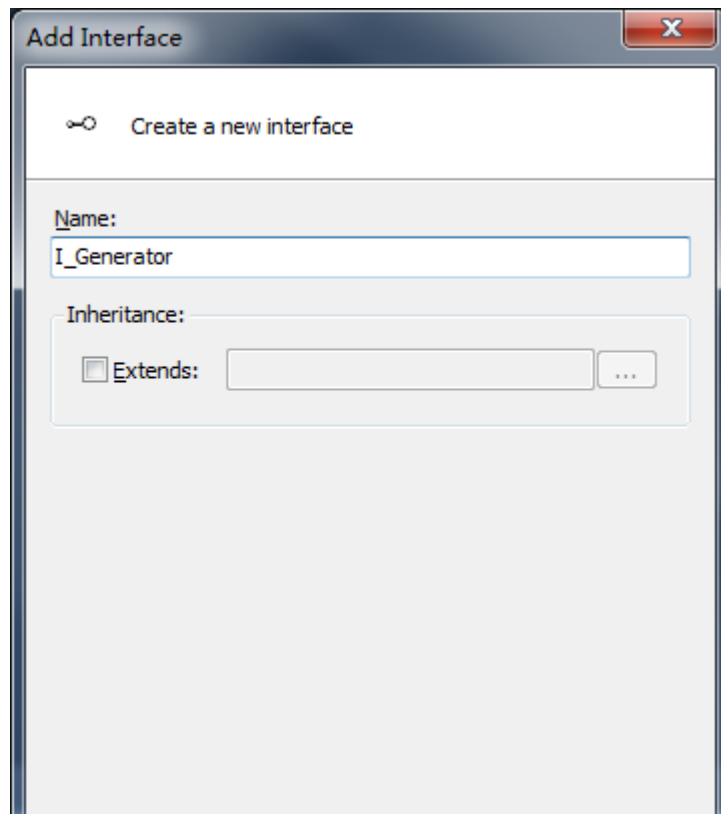 Add Interface
Create a new interface
Name:
I_Generator
Inheritance:
Extends:
...